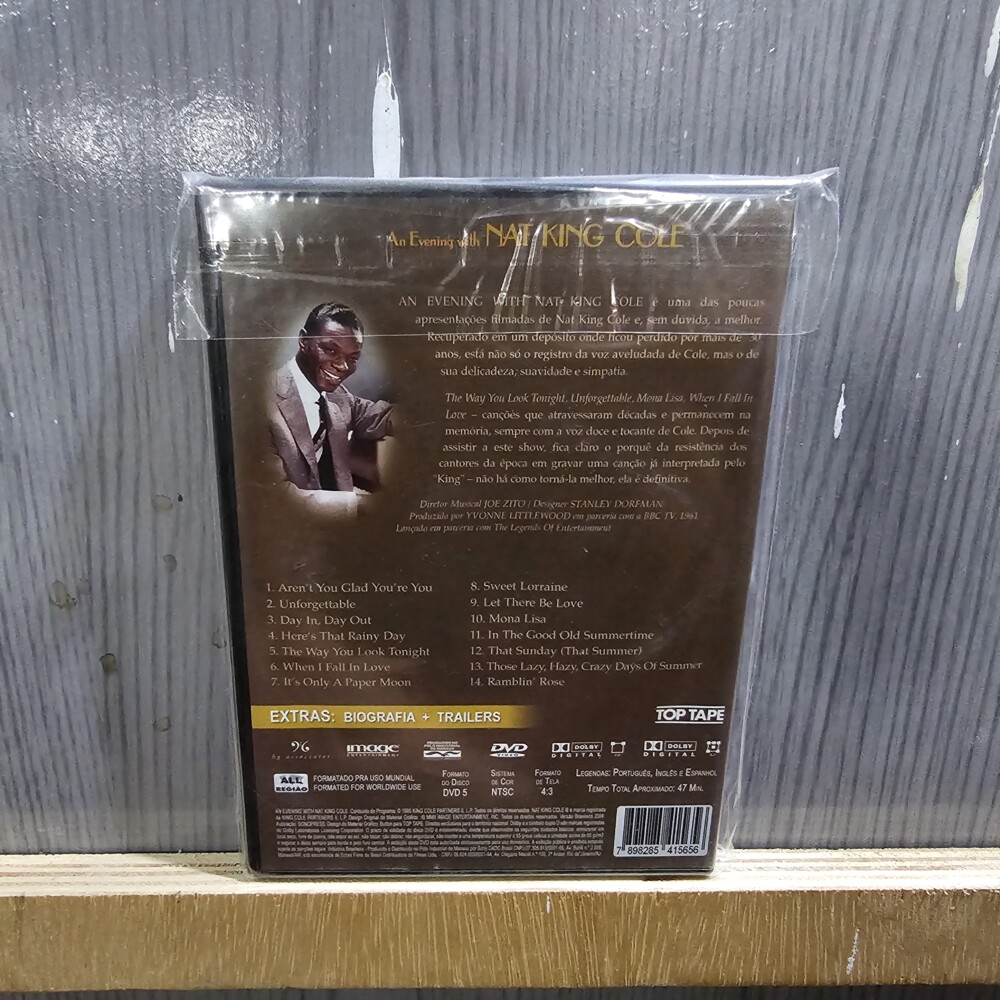 An Evening with NAT KING COLE
AN EVENING WITH NAT KING COLE é uma das poucas
apresentações filmadas de Nat King Cole e, sem dúvida, a melhor.
Recuperado em um depósito onde ficou perdido por mais de 30
anos, está não só o registro da voz aveludada de Cole, mas o de
sua delicadeza, suavidade e simpatia.
The Way You Look Tonight, Unforgettable, Mona Lisa, When I Fall In
Love – canções que atravessaram décadas e permanecem na
memória, sempre com a voz doce e tocante de Cole. Depois de
assistir a este show, fica claro o porquê da resistência dos
cantores da época em gravar uma canção já interpretada pelo
"King" – não há como torná-la melhor, ela é definitiva.
Diretor Musical JOE ZITO / Designer STANLEY DORFMAN
Produzido por YVONNE LITTLEWOOD em parceria com a BBC TV, 1961
Lançado em parceria com The Legends Of Entertainment
1. Aren't You Glad You're You
2. Unforgettable
3. Day In, Day Out
4. Here's That Rainy Day
5. The Way You Look Tonight
6. When I Fall In Love
7. It's Only A Paper Moon
8. Sweet Lorraine
9. Let There Be Love
10. Mona Lisa
11. In The Good Old Summertime
12. That Sunday (That Summer)
13. Those Lazy, Hazy, Crazy Days Of Summer
14. Ramblin' Rose
EXTRAS: BIOGRAFIA + TRAILERS
TOP TAPE
image
ENTERTAINMENT
DVD
VIDEO
DOLBY
DIGITAL
DOLBY
DIGITAL
ALL
REGIÃO
FORMATADO PRA USO MUNDIAL
FORMATED FOR WORLDWIDE USE
FORMATO
DO DISCO
DVD 5
SISTEMA
DE COR
NTSC
FORMATO
DE TELA
4:3
LEGENDAS: PORTUGUÊS, INGLÊS E ESPANHOL
TEMPO TOTAL APROXIMADO: 47 MIN.
7 898285 415656